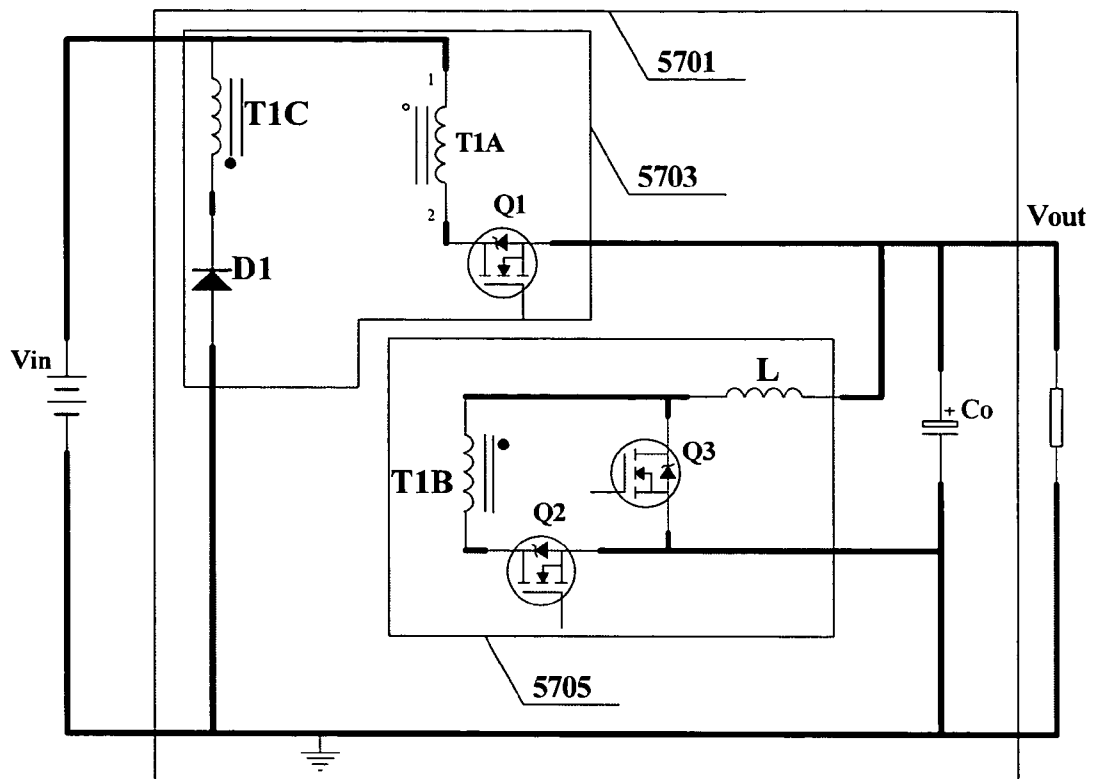 5701
1
T1C
T1A
5703
2
Q1
Vout
D1
Vin
L
+ Co
Q3
T1B
Q2
5705